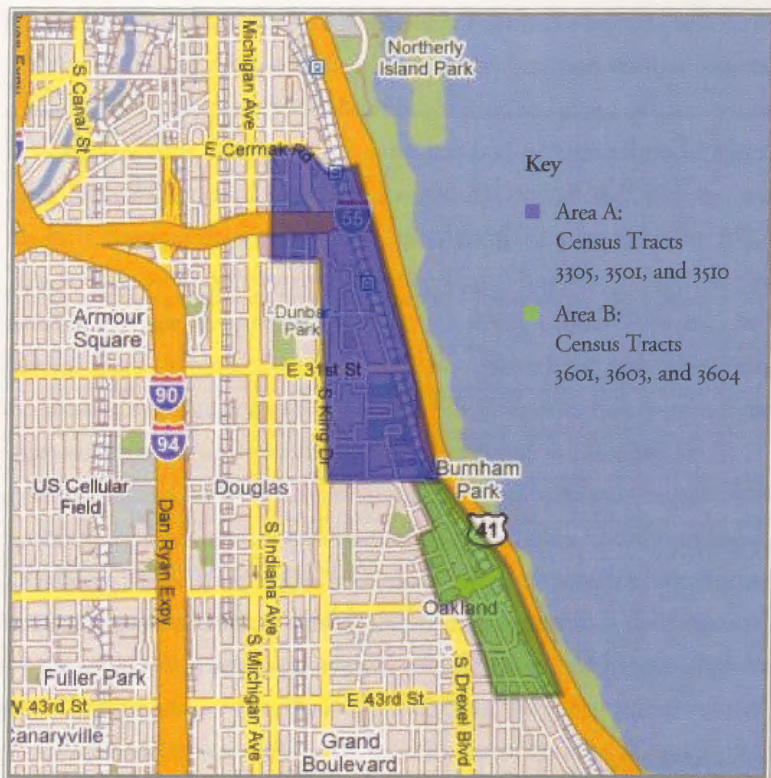 Northerly
Island Park
Michigan Ave
S Canal St
E Cermak Rd
55
Key
Area A:
Census Tracts
3305, 3501, and 3510
Area B:
Census Tracts
3601, 3603, and 3604
Dunbar
Park
Armour
Square
E 31st St
90
94
S King Dr
US Cellular
Field
Douglas
Burnham
Park
41
Dan Ryan Expy
S Indiana Ave
S Michigan Ave
Oakland
S Drexel Blvd
Fuller Park
W 43rd St
E 43rd St
Canaryville
Grand
Boulevard